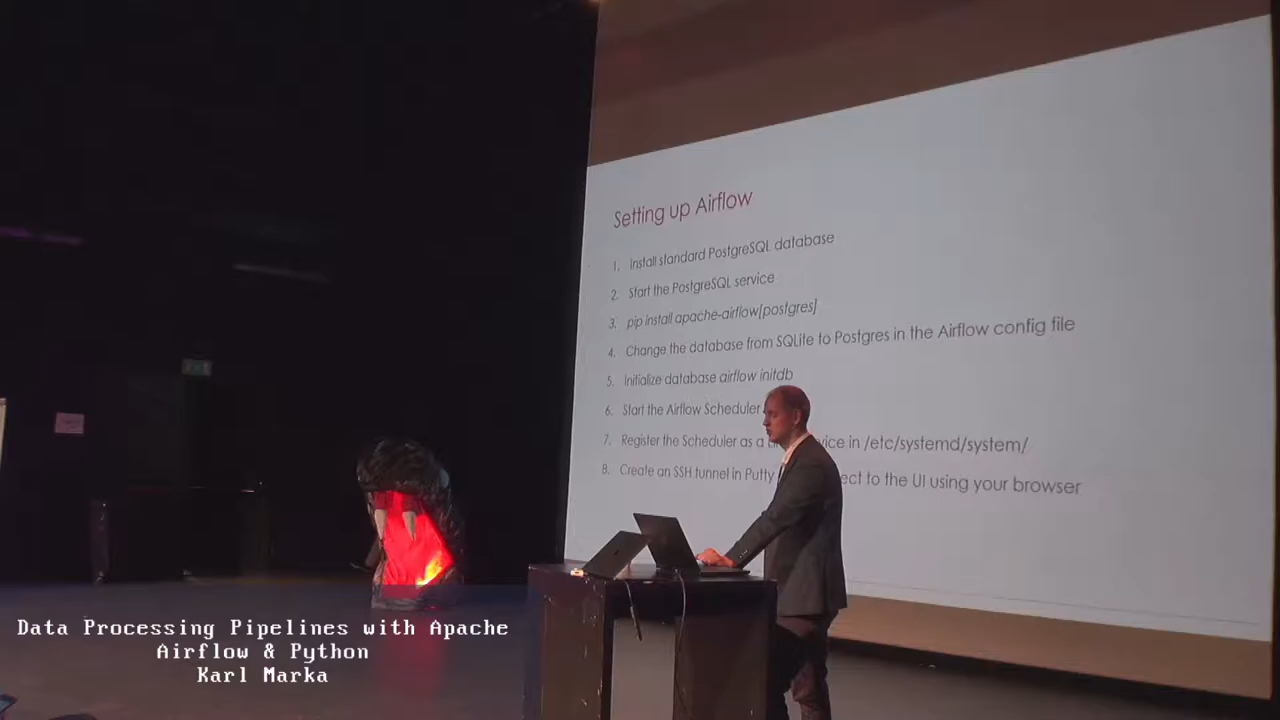 Setting up Airflow
1. Install standard PostgreSQL database
2. Start the PostgreSQL service
3. pip install apache-airflow[postgres]
4. Change the database from SQLite to Postgres in the Airflow config file
5. Initialize database airflow initdb
6. Start the Airflow Scheduler
7. Register the Scheduler as a in /etc/systemd/system/
8. Create an SSH tunnel in Putty to the UI using your browser
Data Processing Pipelines with Apache
Airflow & Python
Karl Marka